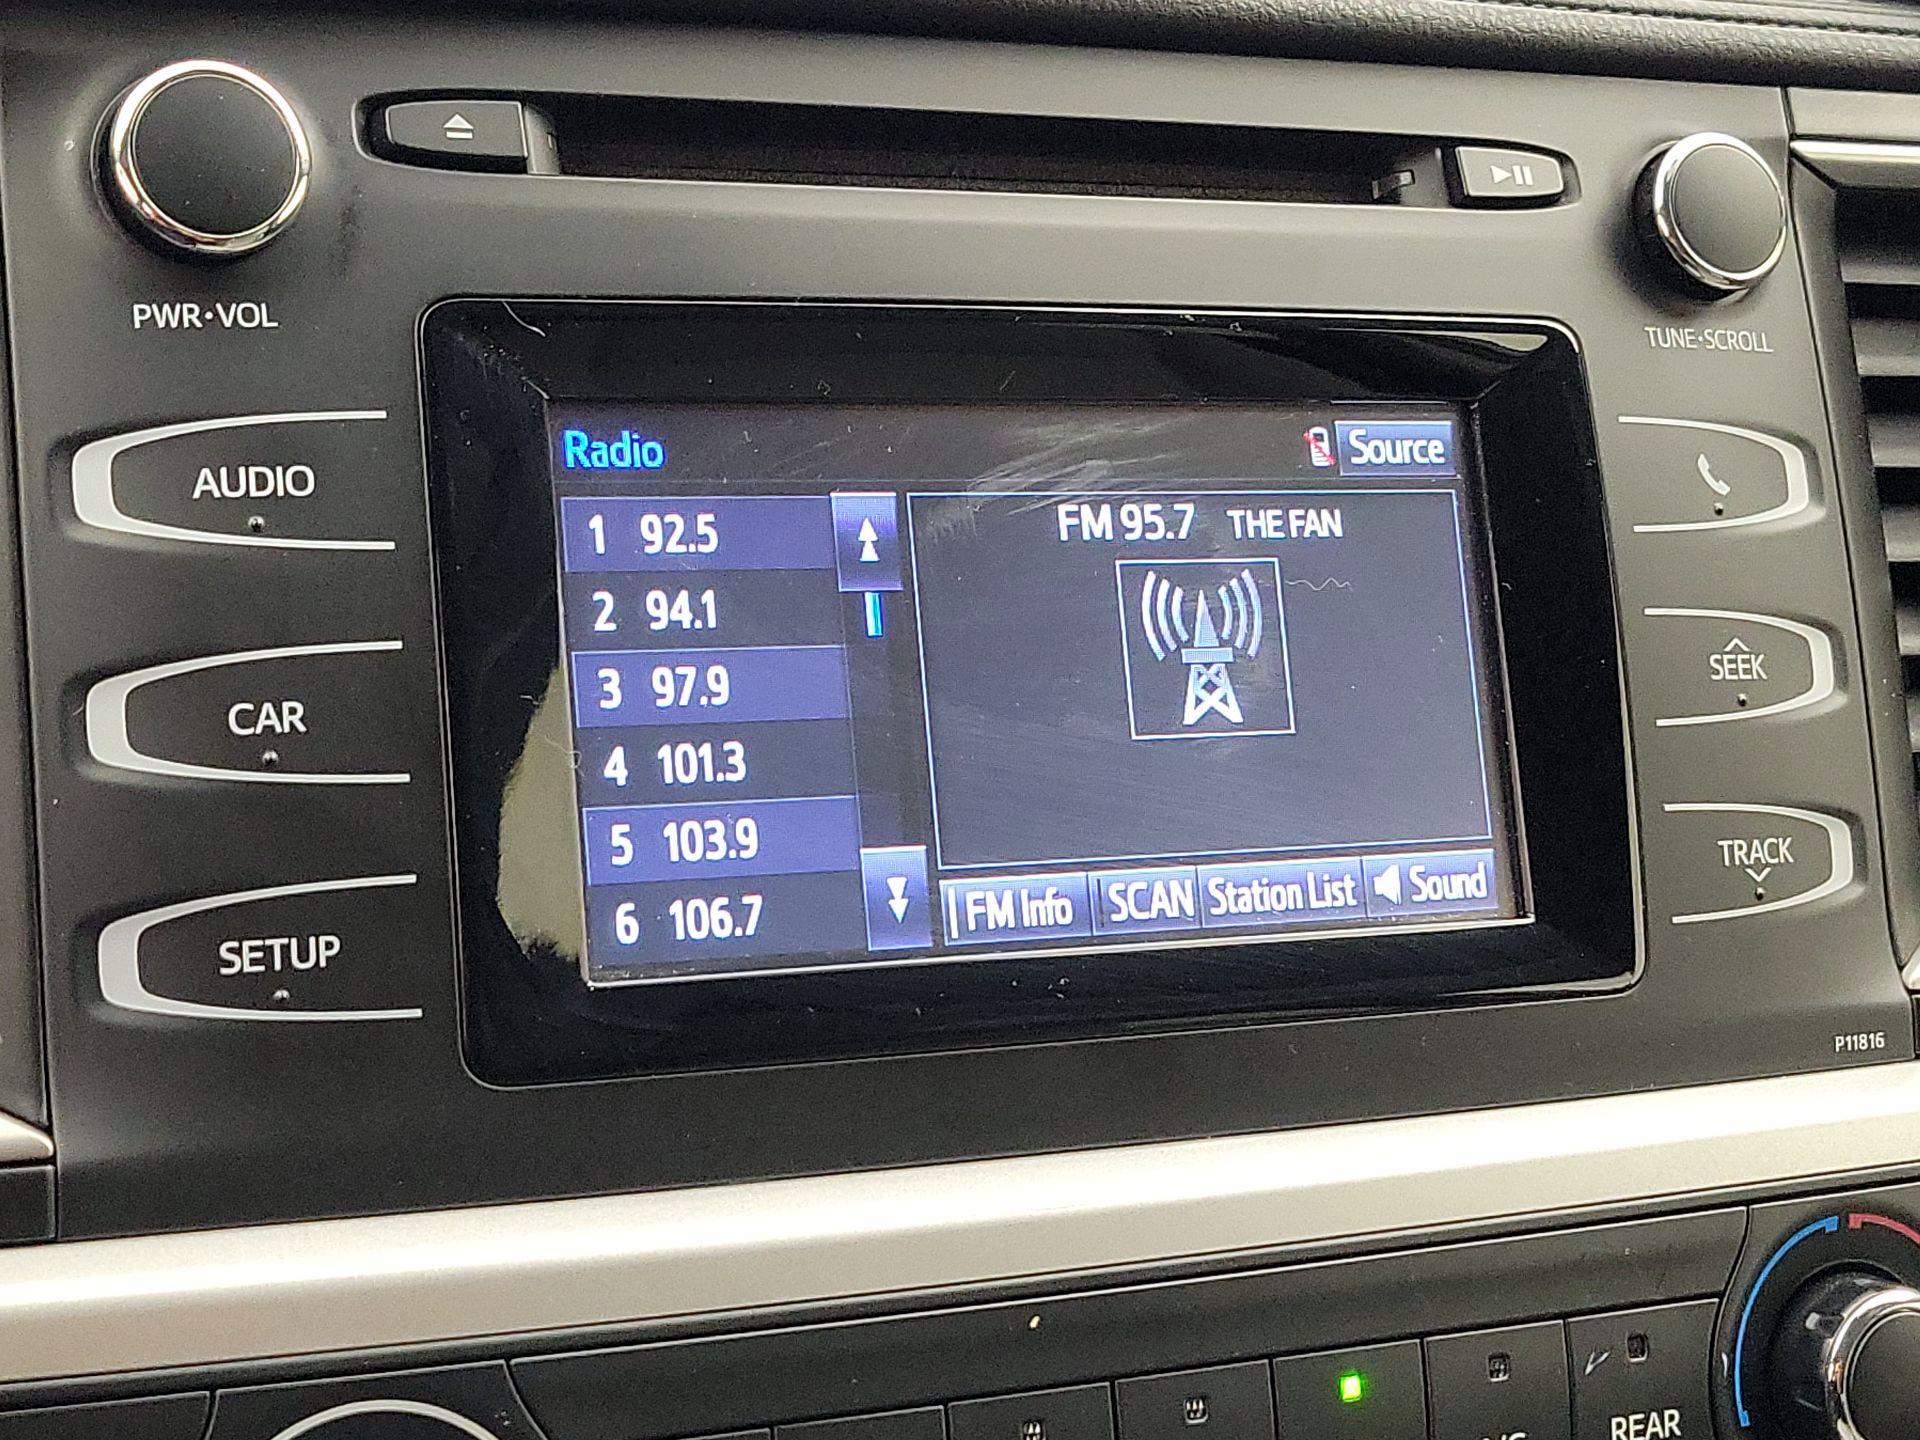 PWR•VOL
TUNE•SCROLL
AUDIO
CAR
SETUP
Radio
Source
1 92.5
2 94.1
3 97.9
4 101.3
5 103.9
6 106.7
FM 95.7 THE FAN
FM Info
SCAN
Station List
Sound
SEEK
TRACK
P11816
REAR